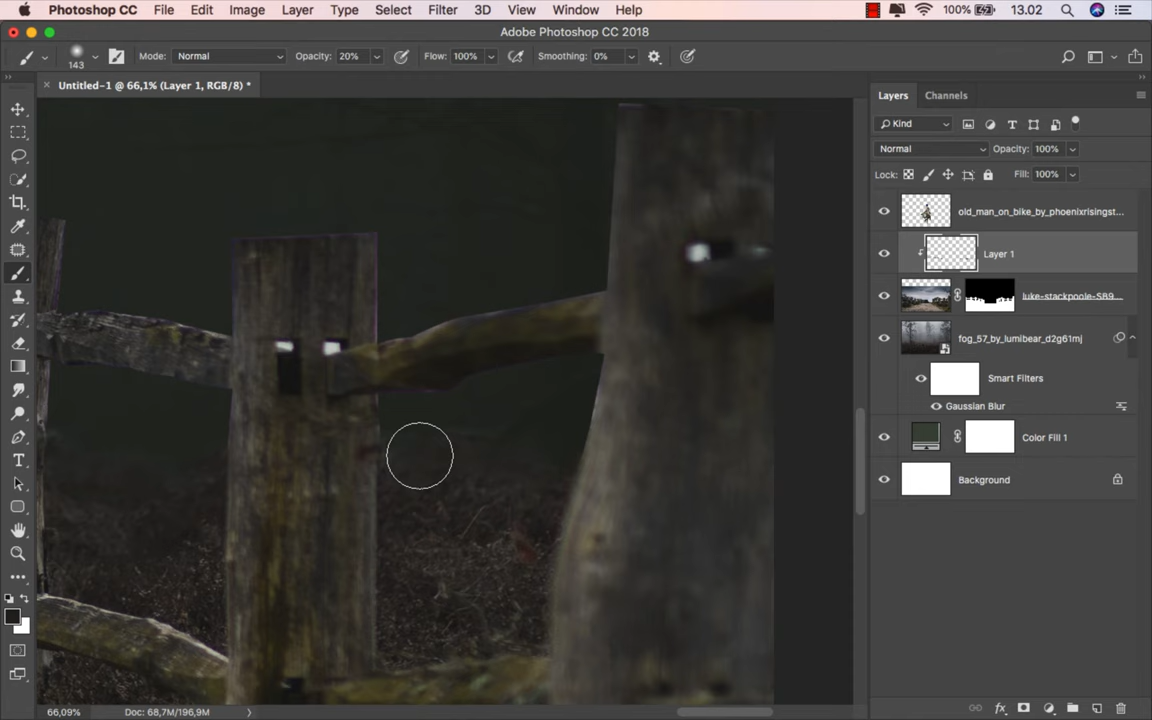 Photoshop CC File Edit Image Layer Type Select Filter 3D View Window Help 100% 13.02
Adobe Photoshop CC 2018
143 Mode: Normal Opacity: 20% Flow: 100% Smoothing: 0%
Untitled-1 @ 66,1% (Layer 1, RGB/8) *
Layers Channels
Kind
Normal Opacity: 100%
Lock: Fill: 100%
old_man_on_bike_by_phoenixrisingst...
Layer 1
luke-stackpoole-SB9...
fog_57_by_lumibear_d2g61mj
Smart Filters
Gaussian Blur
Color Fill 1
Background
66,09% Doc: 68,7M/196,9M